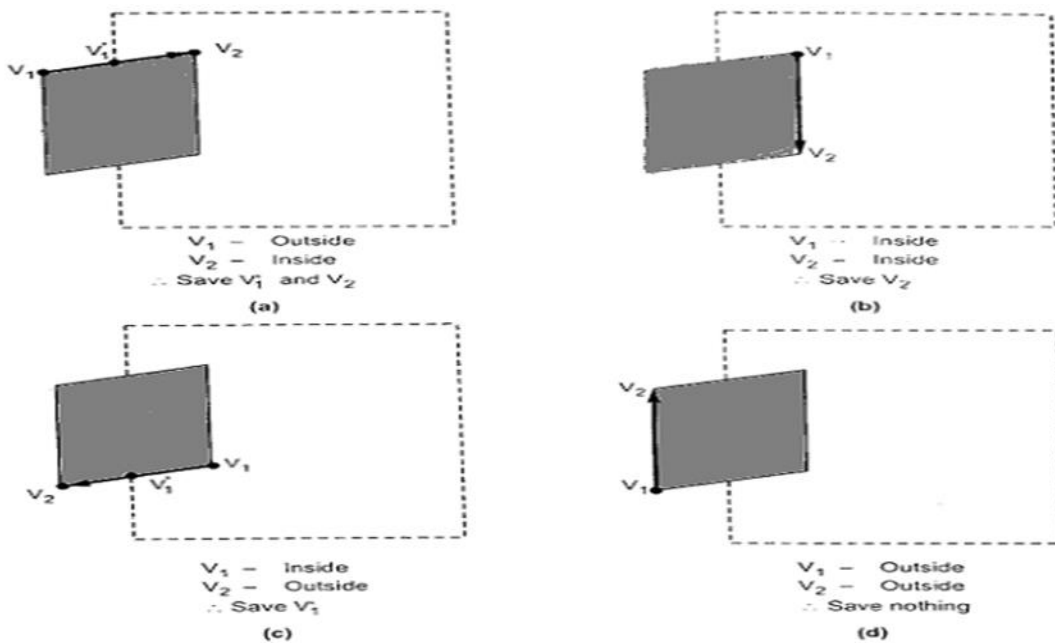 V₁
V₁'
V₂
V₁ – Outside
V₂ – Inside
∴ Save V₁' and V₂
(a)
V₁
V₂
V₁ – Inside
V₂ – Inside
∴ Save V₂
(b)
V₁
V₂
V₁'
V₁ – Inside
V₂ – Outside
∴ Save V₁'
(c)
V₂
V₁
V₁ – Outside
V₂ – Outside
∴ Save nothing
(d)